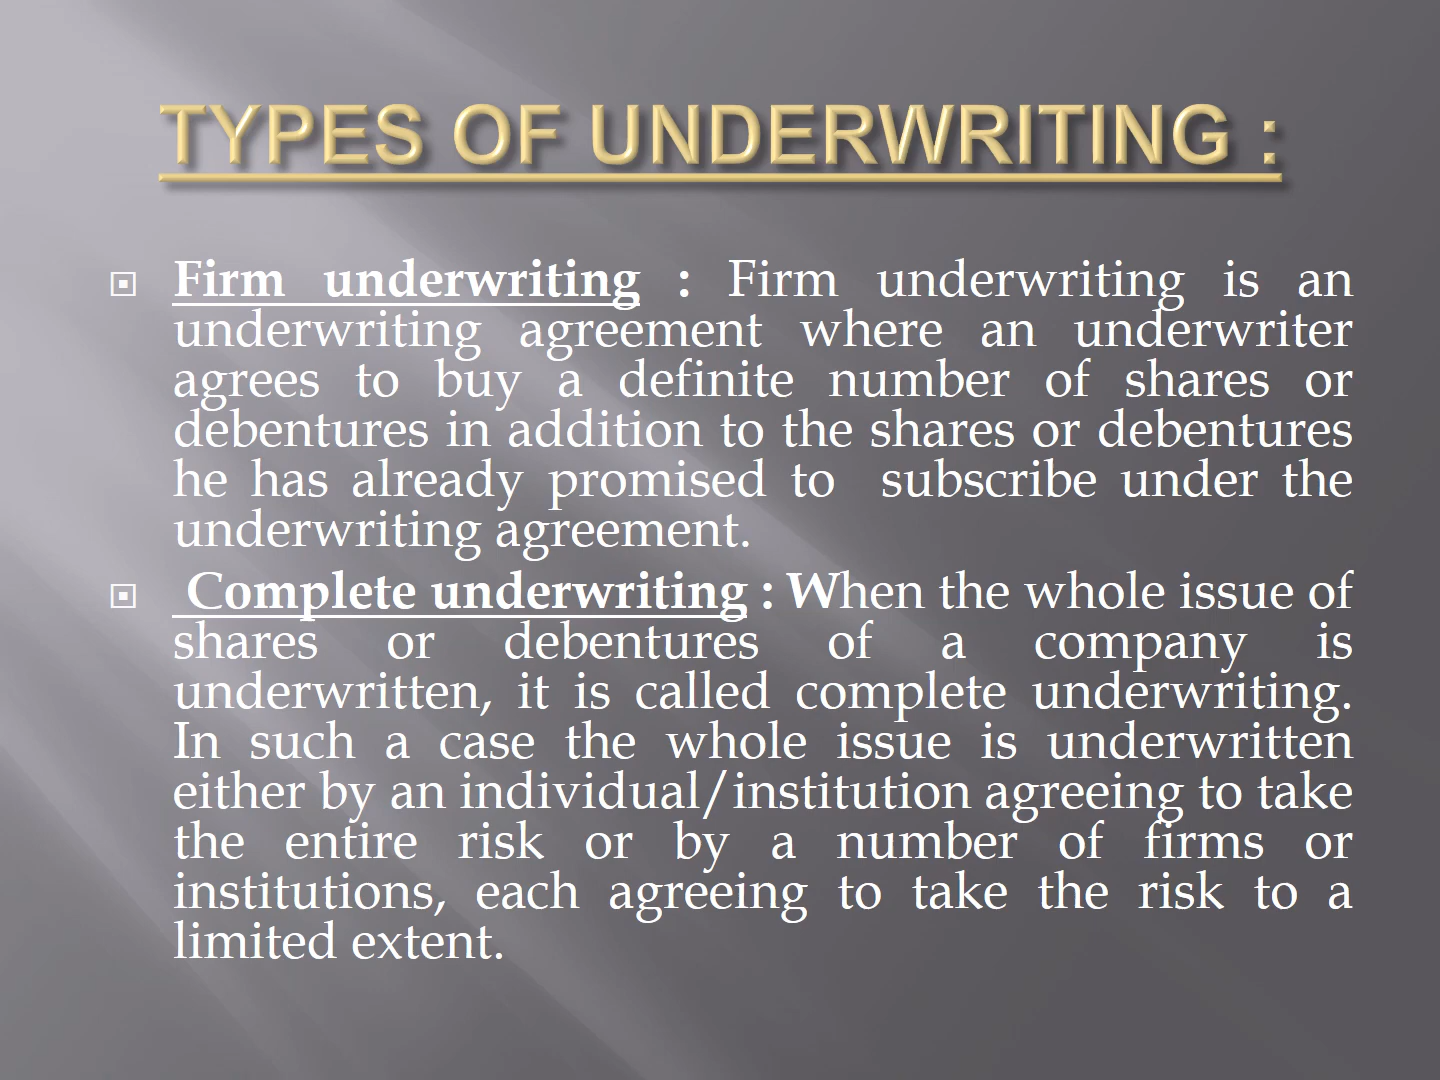 TYPES OF UNDERWRITING :
Firm underwriting : Firm underwriting is an
underwriting agreement where an underwriter
agrees to buy a definite number of shares or
debentures in addition to the shares or debentures
he has already promised to subscribe under the
underwriting agreement.
Complete underwriting : When the whole issue of
shares or debentures of a company is
underwritten, it is called complete underwriting.
In such a case the whole issue is underwritten
either by an individual/institution agreeing to take
the entire risk or by a number of firms or
institutions, each agreeing to take the risk to a
limited extent.